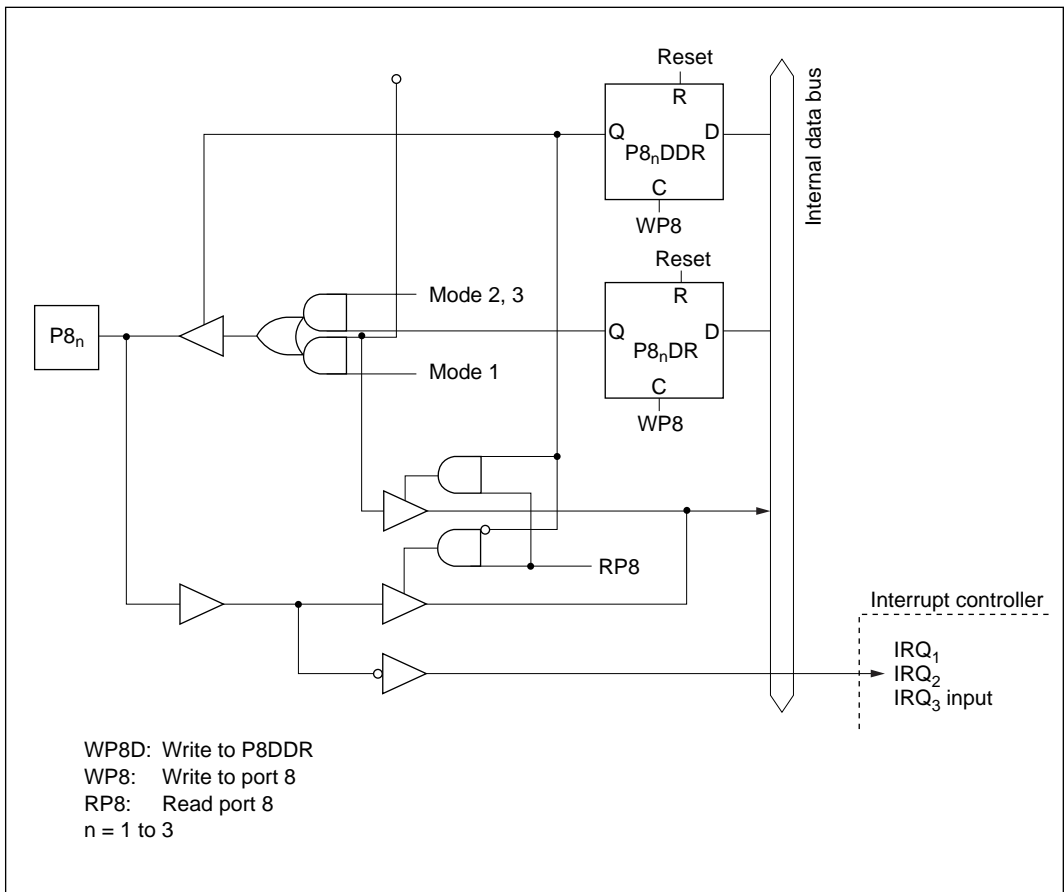 Reset
R
Q D
P8nDDR
C
WP8
Internal data bus
Reset
R
Mode 2, 3
Q D
P8n
P8nDR
Mode 1
C
WP8
RP8
Interrupt controller
IRQ1
IRQ2
IRQ3 input
WP8D: Write to P8DDR
WP8: Write to port 8
RP8: Read port 8
n = 1 to 3